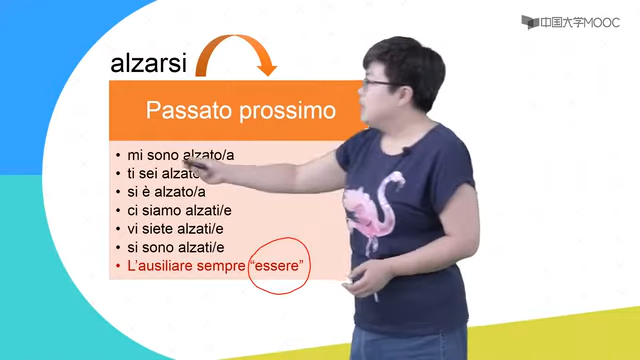 中国大学MOOC
alzarsi
Passato prossimo
• mi sono alzato/a
• ti sei alzato
• si è alzato/a
• ci siamo alzati/e
• vi siete alzati/e
• si sono alzati/e
• L'ausiliare sempre "essere"